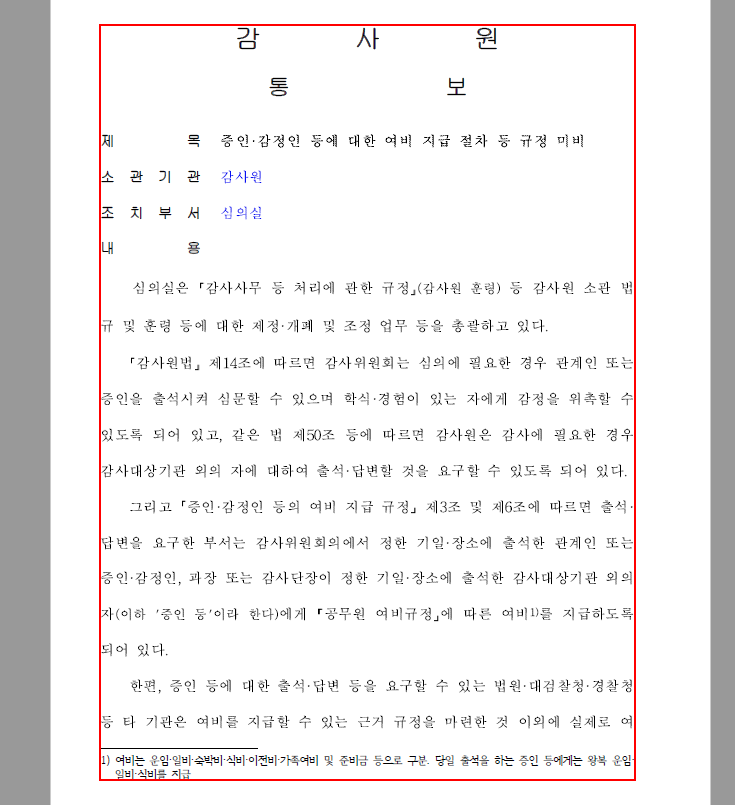 감 사 원
통 보
제 목 증인·감정인 등에 대한 여비 지급 절차 등 규정 미비
소 관 기 관 감사원
조 치 부 서 심의실
내 용
심의실은 「감사사무 등 처리에 관한 규정」(감사원 훈령) 등 감사원 소관 법
규 및 훈령 등에 대한 제정·개폐 및 조정 업무 등을 총괄하고 있다.
「감사원법」 제14조에 따르면 감사위원회는 심의에 필요한 경우 관계인 또는
증인을 출석시켜 심문할 수 있으며 학식·경험이 있는 자에게 감정을 위촉할 수
있도록 되어 있고, 같은 법 제50조 등에 따르면 감사원은 감사에 필요한 경우
감사대상기관 외의 자에 대하여 출석·답변할 것을 요구할 수 있도록 되어 있다.
그리고 「증인·감정인 등의 여비 지급 규정」 제3조 및 제6조에 따르면 출석·
답변을 요구한 부서는 감사위원회의에서 정한 기일·장소에 출석한 관계인 또는
증인·감정인, 과장 또는 감사단장이 정한 기일·장소에 출석한 감사대상기관 외의
자(이하 ‘증인 등’이라 한다)에게 「공무원 여비규정」에 따른 여비1)를 지급하도록
되어 있다.
한편, 증인 등에 대한 출석·답변 등을 요구할 수 있는 법원·대검찰청·경찰청
등 타 기관은 여비를 지급할 수 있는 근거 규정을 마련한 것 이외에 실제로 여
1) 여비는 운임·일비·숙박비·식비·이전비·가족여비 및 준비금 등으로 구분. 당일 출석을 하는 증인 등에게는 왕복 운임·
일비·식비를 지급